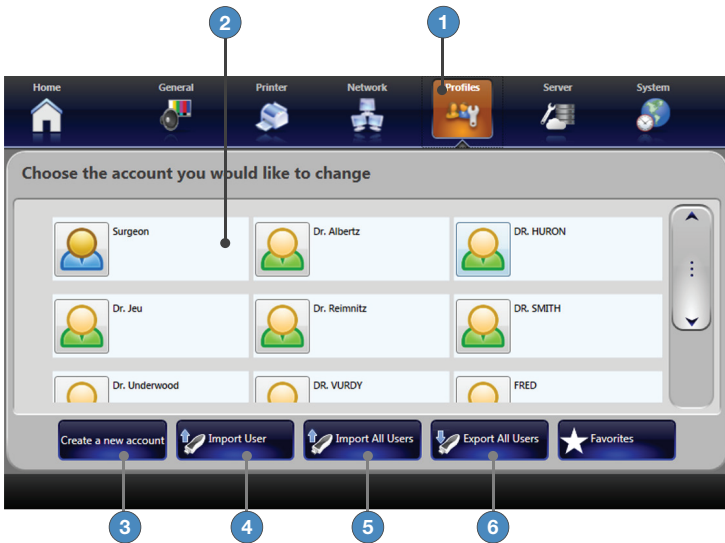 2
1
Home General Printer Network Profiles Server System
Choose the account you would like to change
Surgeon Dr. Albertz DR. HURON
Dr. Jeu Dr. Reimnitz DR. SMITH
Dr. Underwood DR. VURDY FRED
Create a new account Import User Import All Users Export All Users Favorites
3 4 5 6